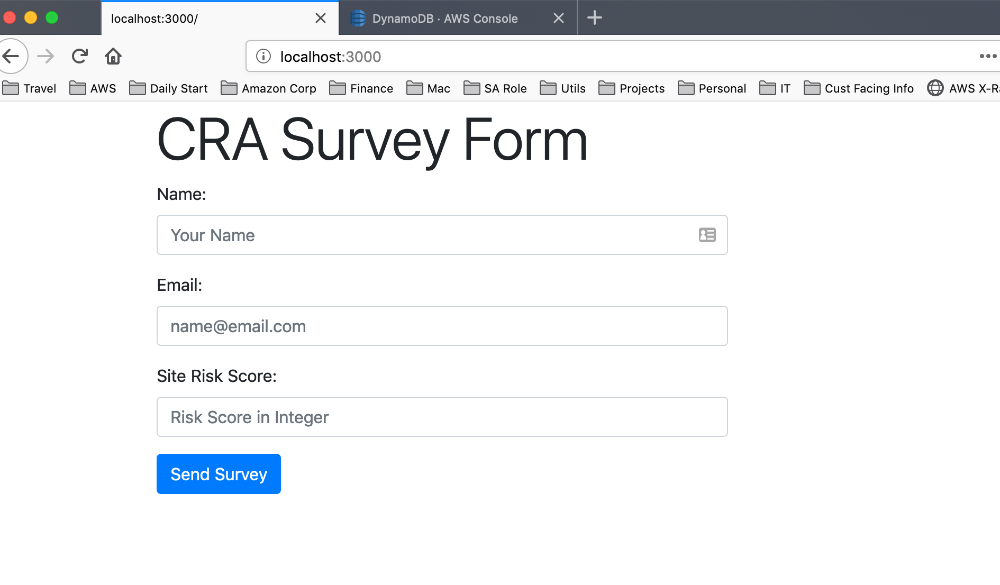 localhost:3000/
DynamoDB · AWS Console
localhost:3000
Travel AWS Daily Start Amazon Corp Finance Mac SA Role Utils Projects Personal IT Cust Facing Info AWS X-R
CRA Survey Form
Name:
Your Name
Email:
name@email.com
Site Risk Score:
Risk Score in Integer
Send Survey